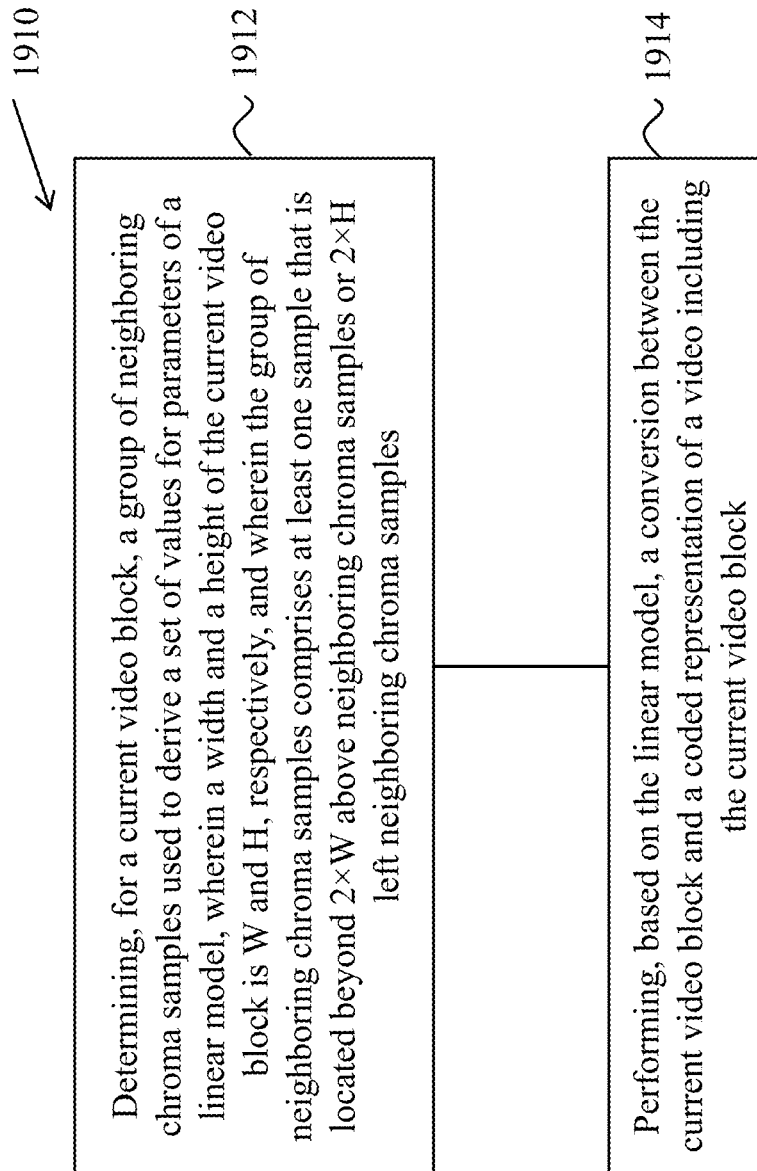 1910
Determining, for a current video block, a group of neighboring
chroma samples used to derive a set of values for parameters of a
linear model, wherein a width and a height of the current video
block is W and H, respectively, and wherein the group of
neighboring chroma samples comprises at least one sample that is
located beyond 2×W above neighboring chroma samples or 2×H
left neighboring chroma samples
1912
Performing, based on the linear model, a conversion between the
current video block and a coded representation of a video including
the current video block
1914